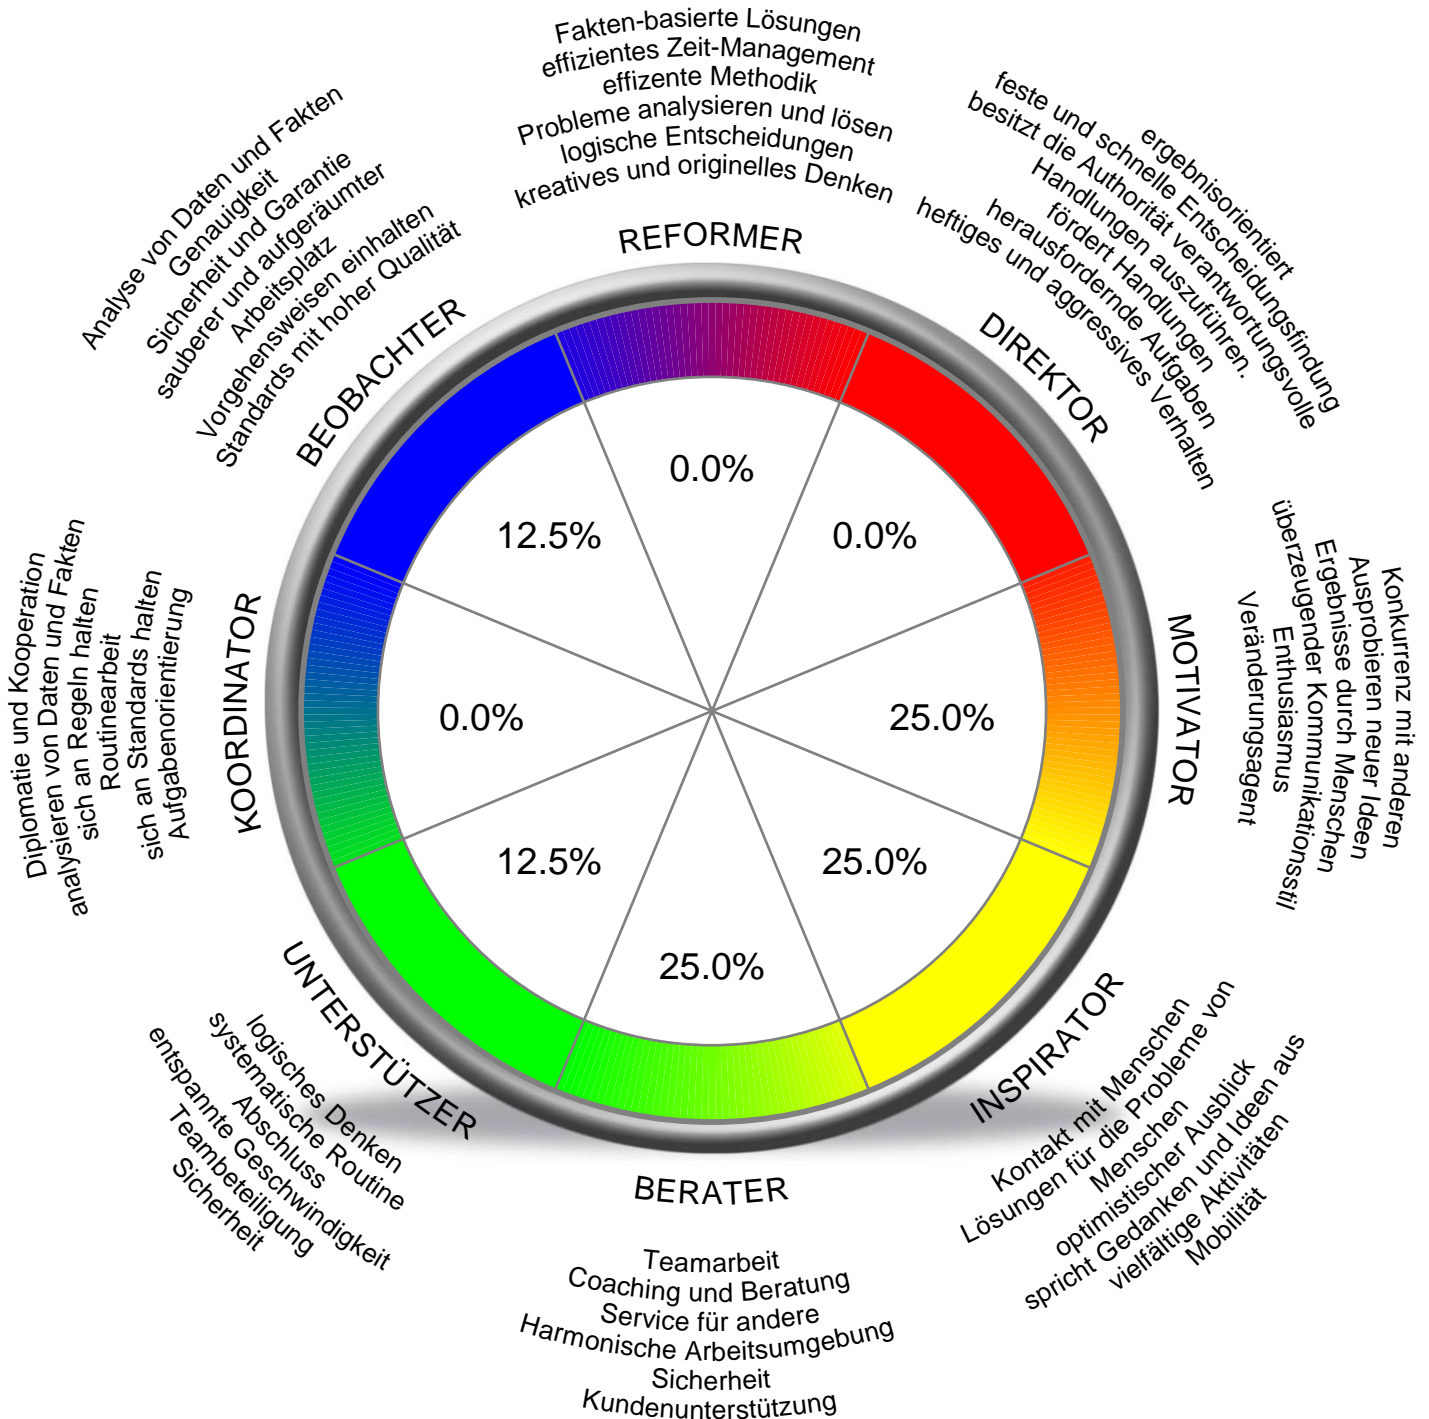 Fakten-basierte Lösungen
effizientes Zeit-Management
effizente Methodik
Probleme analysieren und lösen
logische Entscheidungen
kreatives und originelles Denken
REFORMER
ergebnisorientiert
feste und schnelle Entscheidungsfindung
besitzt die Authorität verantwortungsvolle
Handlungen auszuführen.
fördert Handlungen
herausfordernde Aufgaben
heftiges und aggressives Verhalten
DIREKTOR
Konkurrenz mit anderen
Ausprobieren neuer Ideen
Ergebnisse durch Menschen
überzeugender Kommunikationsstil
Enthusiasmus
Veränderungsagent
MOTIVATOR
INSPIRATOR
Kontakt mit Menschen
Lösungen für die Probleme von
Menschen
optimistischer Ausblick
spricht Gedanken und Ideen aus
vielfältige Aktivitäten
Mobilität
BERATER
Teamarbeit
Coaching und Beratung
Service für andere
Harmonische Arbeitsumgebung
Sicherheit
Kundenunterstützung
UNTERSTÜTZER
logisches Denken
systematische Routine
Abschluss
entspannte Geschwindigkeit
Teambeteiligung
Sicherheit
Diplomatie und Kooperation
analysieren von Daten und Fakten
sich an Regeln halten
Routinearbeit
sich an Standards halten
Aufgabenorientierung
KOORDINATOR
Analyse von Daten und Fakten
Genauigkeit
Sicherheit und Garantie
sauberer und aufgeräumter
Arbeitsplatz
Vorgehensweisen einhalten
Standards mit hoher Qualität
BEOBACHTER
0.0%
0.0%
25.0%
25.0%
25.0%
12.5%
0.0%
12.5%